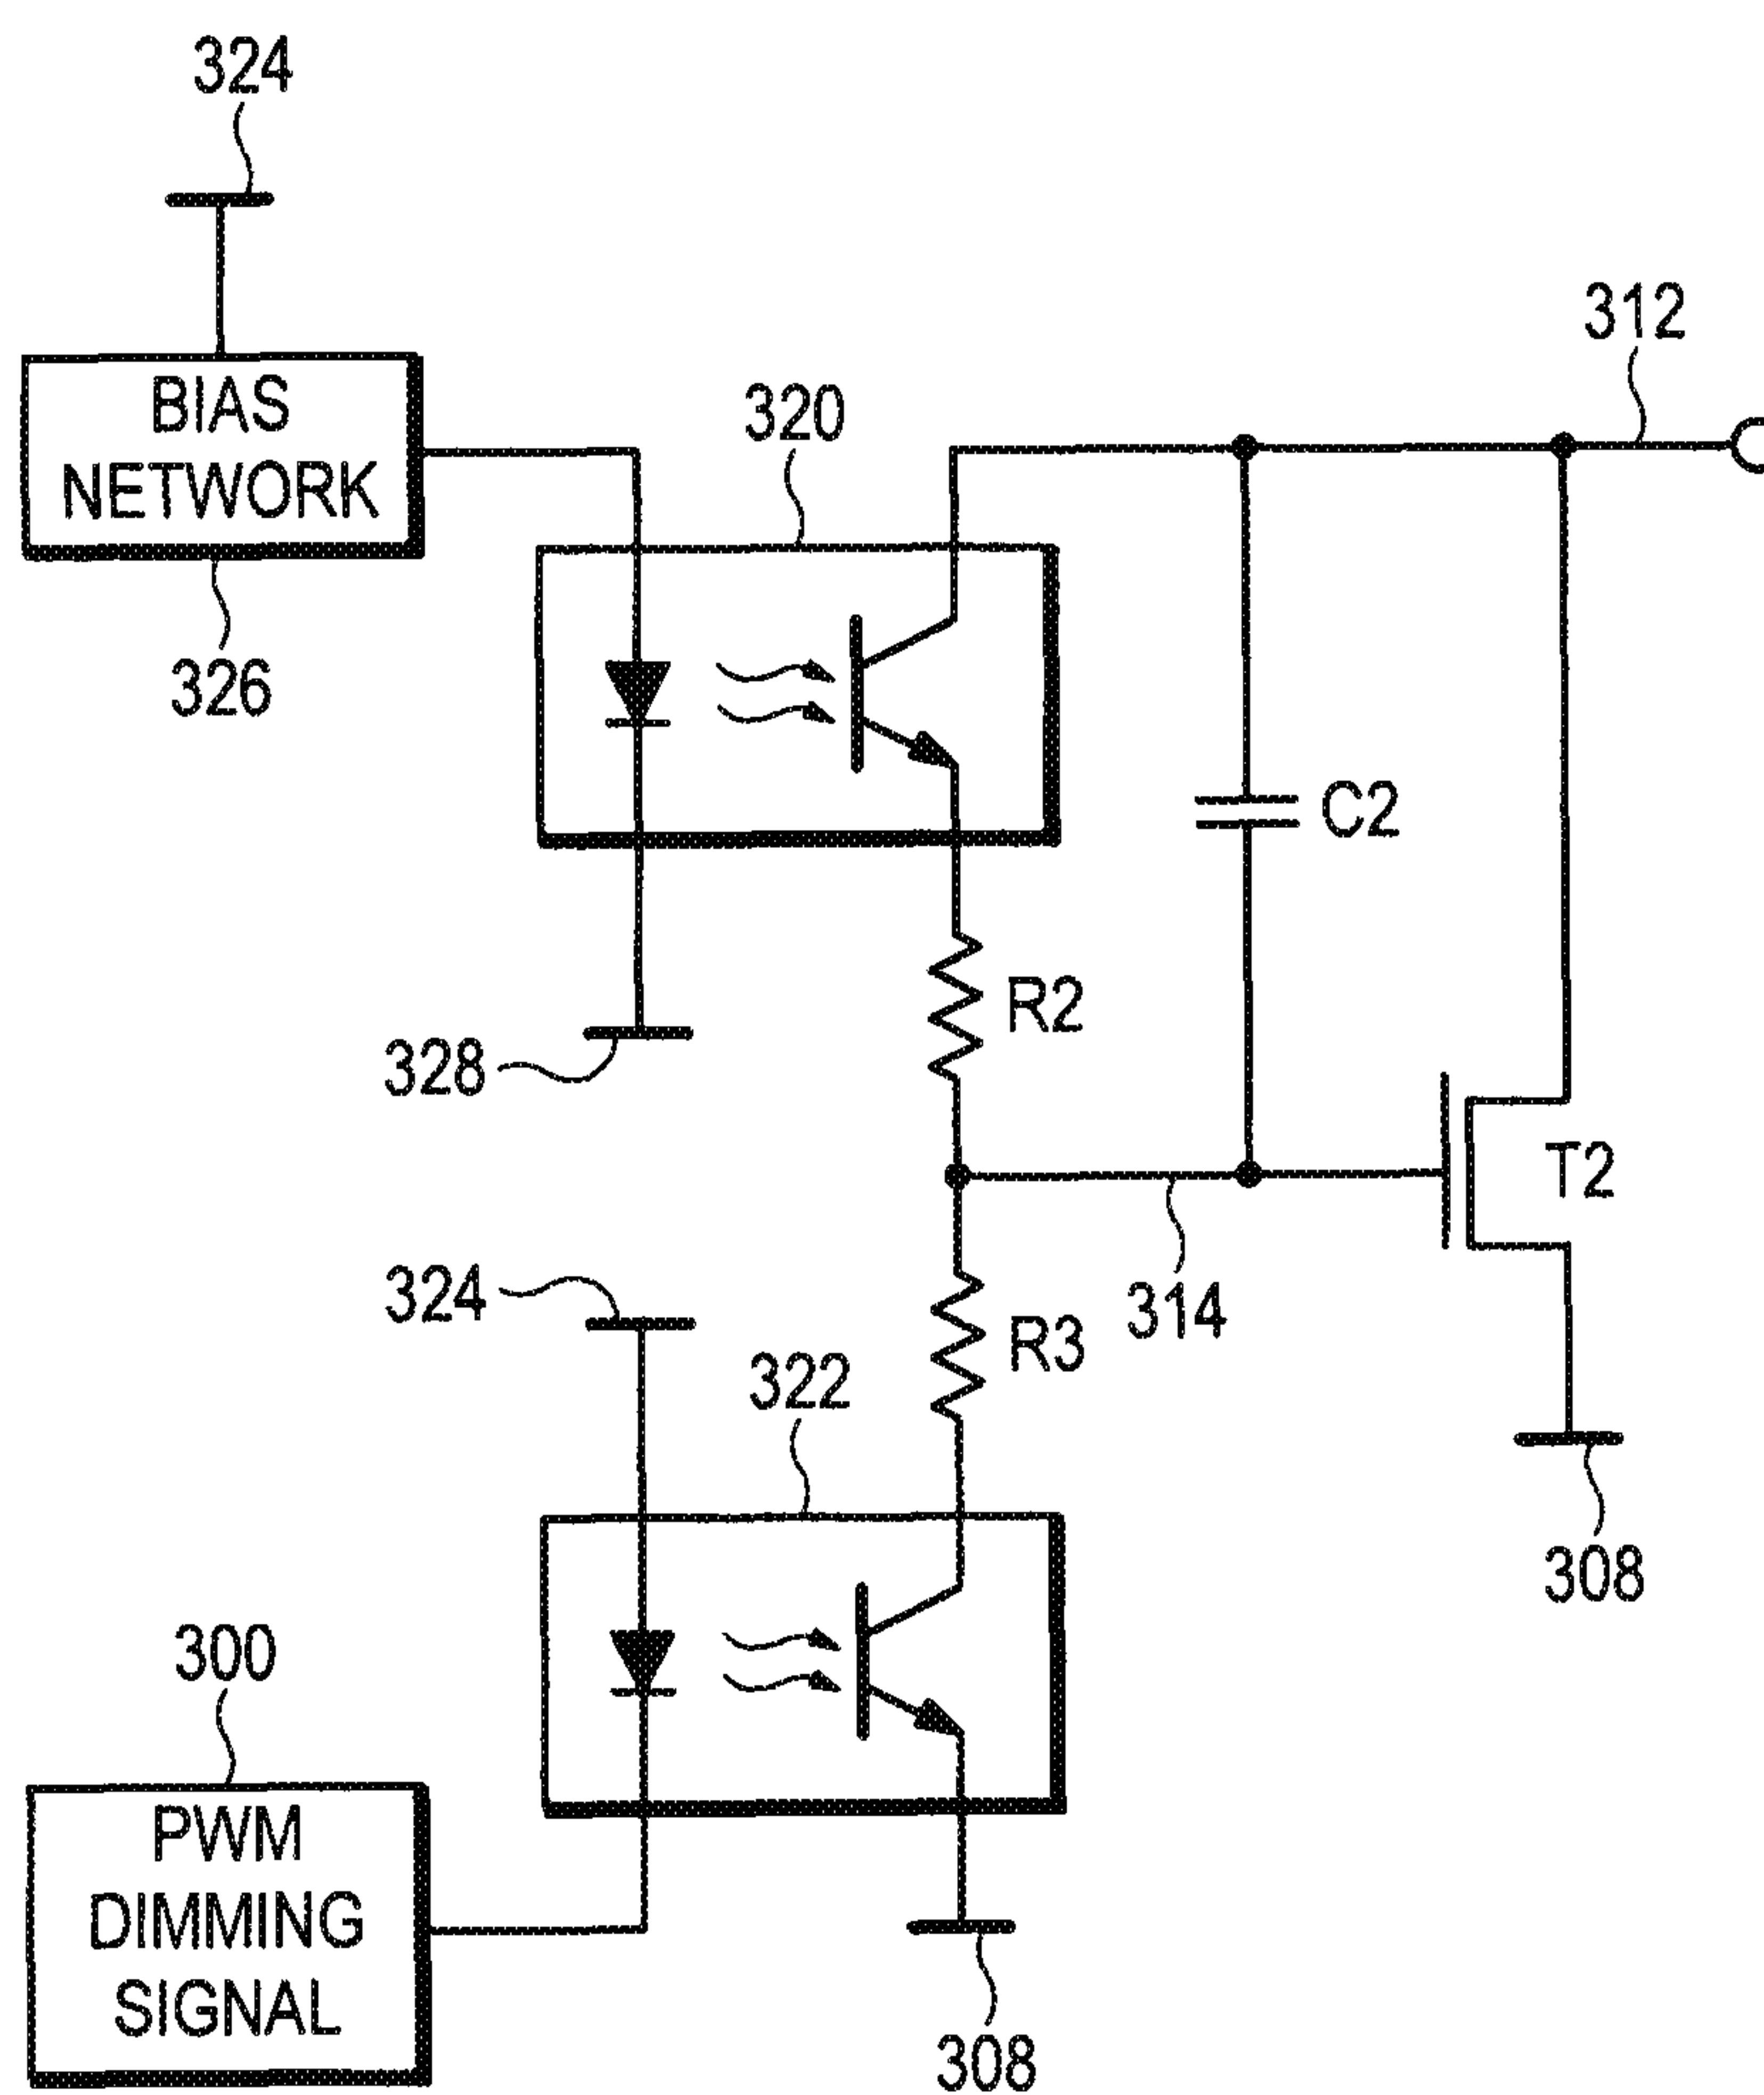 324
312
BIAS
NETWORK
320
326
C2
R2
328
T2
324
314
R3
322
308
300
PWM
DIMMING
SIGNAL
308